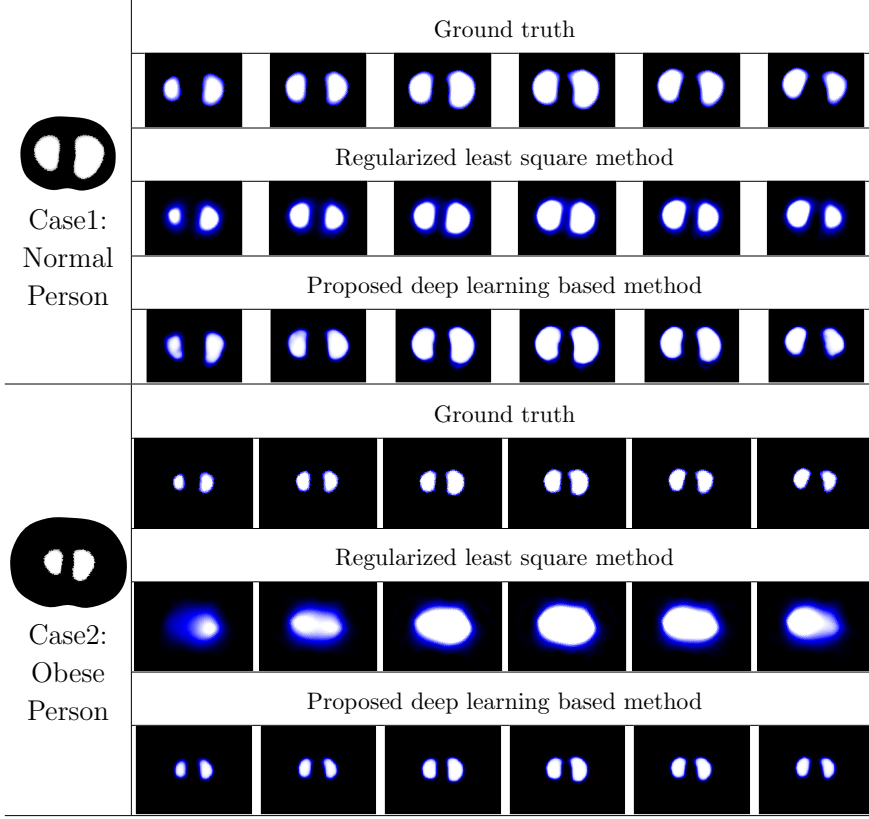 Ground truth
Regularized least square method
Case1:
Normal
Person
Proposed deep learning based method
Ground truth
Regularized least square method
Case2:
Obese
Person
Proposed deep learning based method